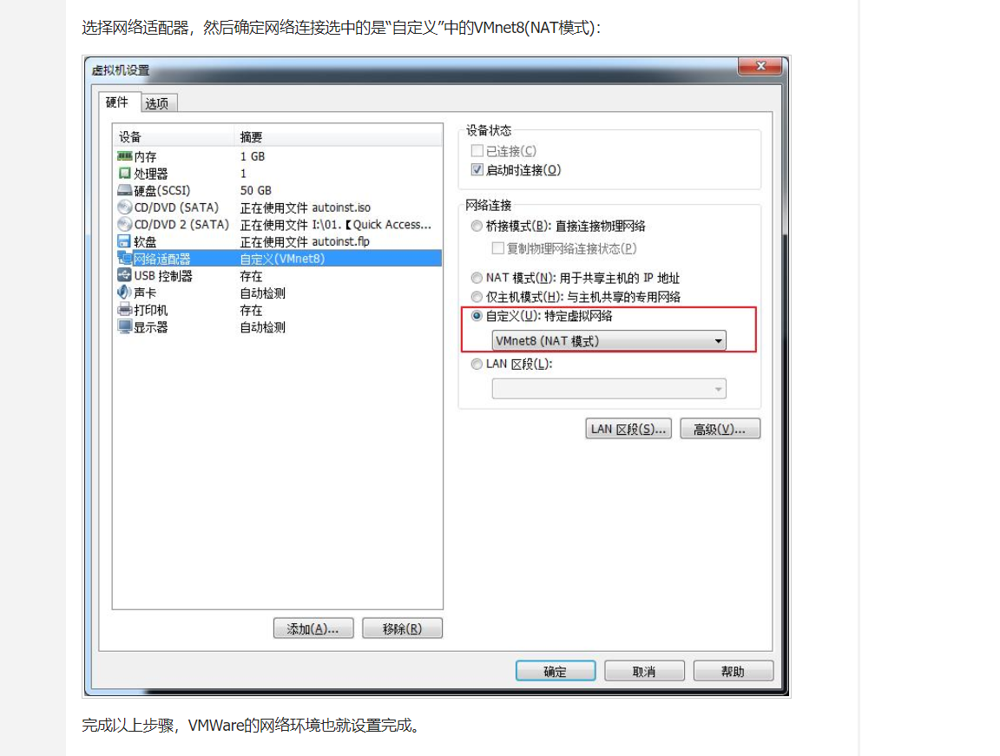 选择网络适配器，然后确定网络连接选中的是“自定义”中的VMnet8(NAT模式)：
虚拟机设置
硬件 选项
设备 摘要
内存 1 GB
处理器 1
硬盘(SCSI) 50 GB
CD/DVD (SATA) 正在使用文件 autoinst.iso
CD/DVD 2 (SATA) 正在使用文件 I:\01.【Quick Access...
软盘 正在使用文件 autoinst.flp
网络适配器 自定义(VMnet8)
USB 控制器 存在
声卡 自动检测
打印机 存在
显示器 自动检测
添加(A)... 移除(R)
设备状态
已连接(C)
启动时连接(O)
网络连接
桥接模式(B): 直接连接物理网络
复制物理网络连接状态(P)
NAT 模式(N): 用于共享主机的 IP 地址
仅主机模式(H): 与主机共享的专用网络
自定义(U): 特定虚拟网络
VMnet8 (NAT 模式)
LAN 区段(L):
LAN 区段(S)... 高级(V)...
确定 取消 帮助
完成以上步骤，VMWare的网络环境也就设置完成。